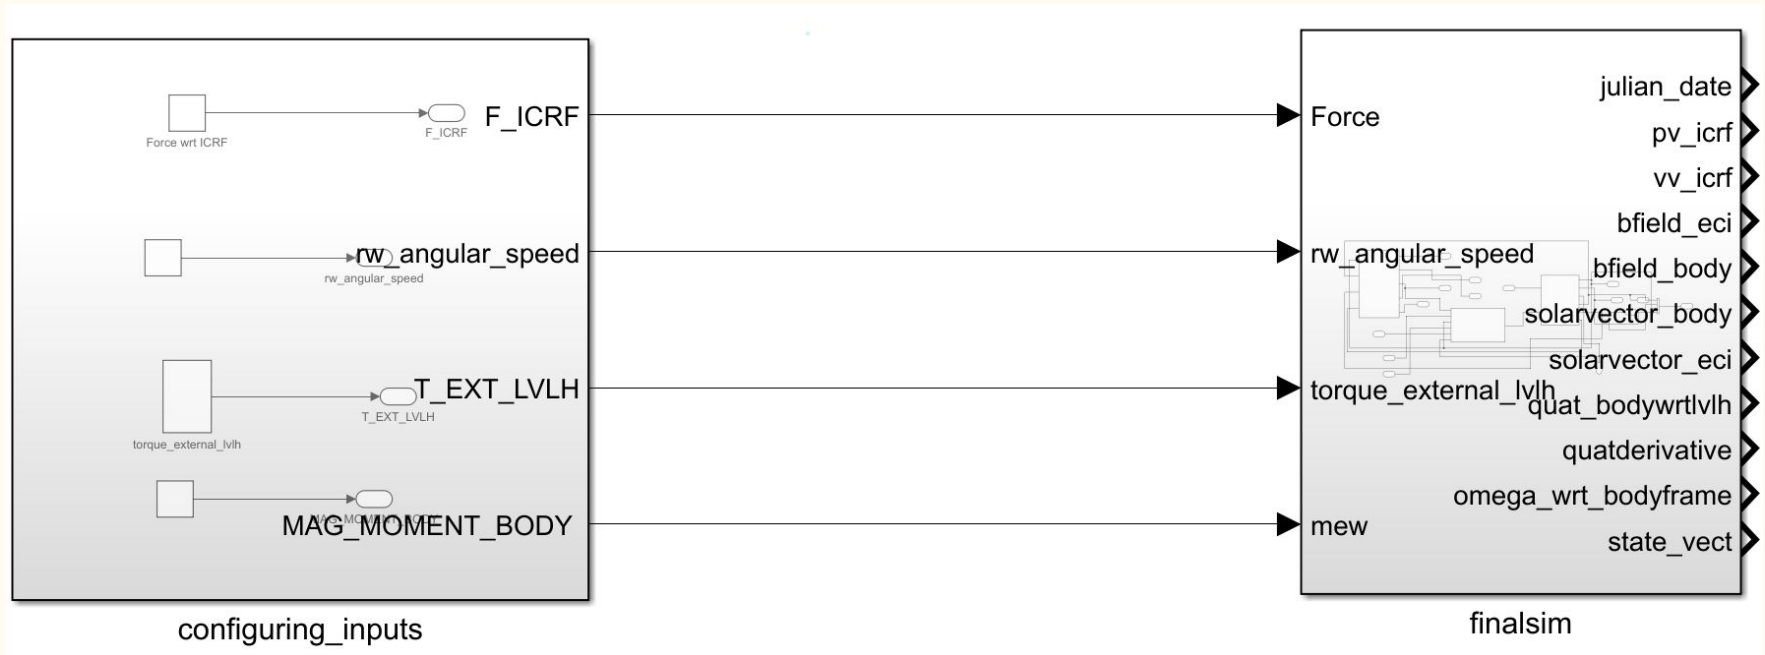 F_ICRF
F_ICRF
Force wrt ICRF
rw_angular_speed
rw_angular_speed
T_EXT_LVLH
T_EXT_LVLH
torque_external_lvlh
MAG_MOMENT_BODY
MAG_MOMENT_BODY
configuring_inputs
Force
rw_angular_speed
torque_external_lvlh
mew
julian_date
pv_icrf
vv_icrf
bfield_eci
bfield_body
solarvector_body
solarvector_eci
quat_bodywrtlvlh
quatderivative
omega_wrt_bodyframe
state_vect
finalsim